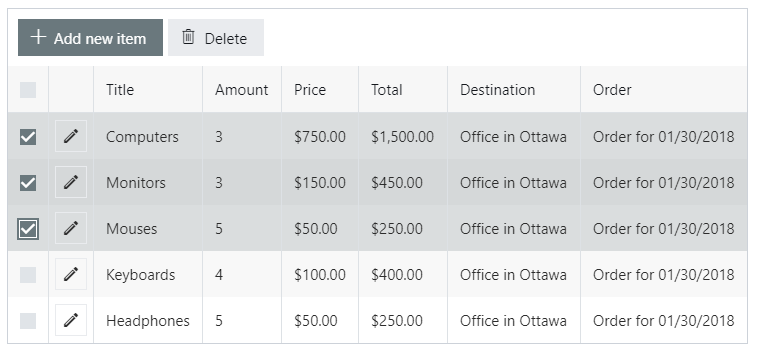 Add new item Delete
Title Amount Price Total Destination Order
Computers 3 $750.00 $1,500.00 Office in Ottawa Order for 01/30/2018
Monitors 3 $150.00 $450.00 Office in Ottawa Order for 01/30/2018
Mouses 5 $50.00 $250.00 Office in Ottawa Order for 01/30/2018
Keyboards 4 $100.00 $400.00 Office in Ottawa Order for 01/30/2018
Headphones 5 $50.00 $250.00 Office in Ottawa Order for 01/30/2018